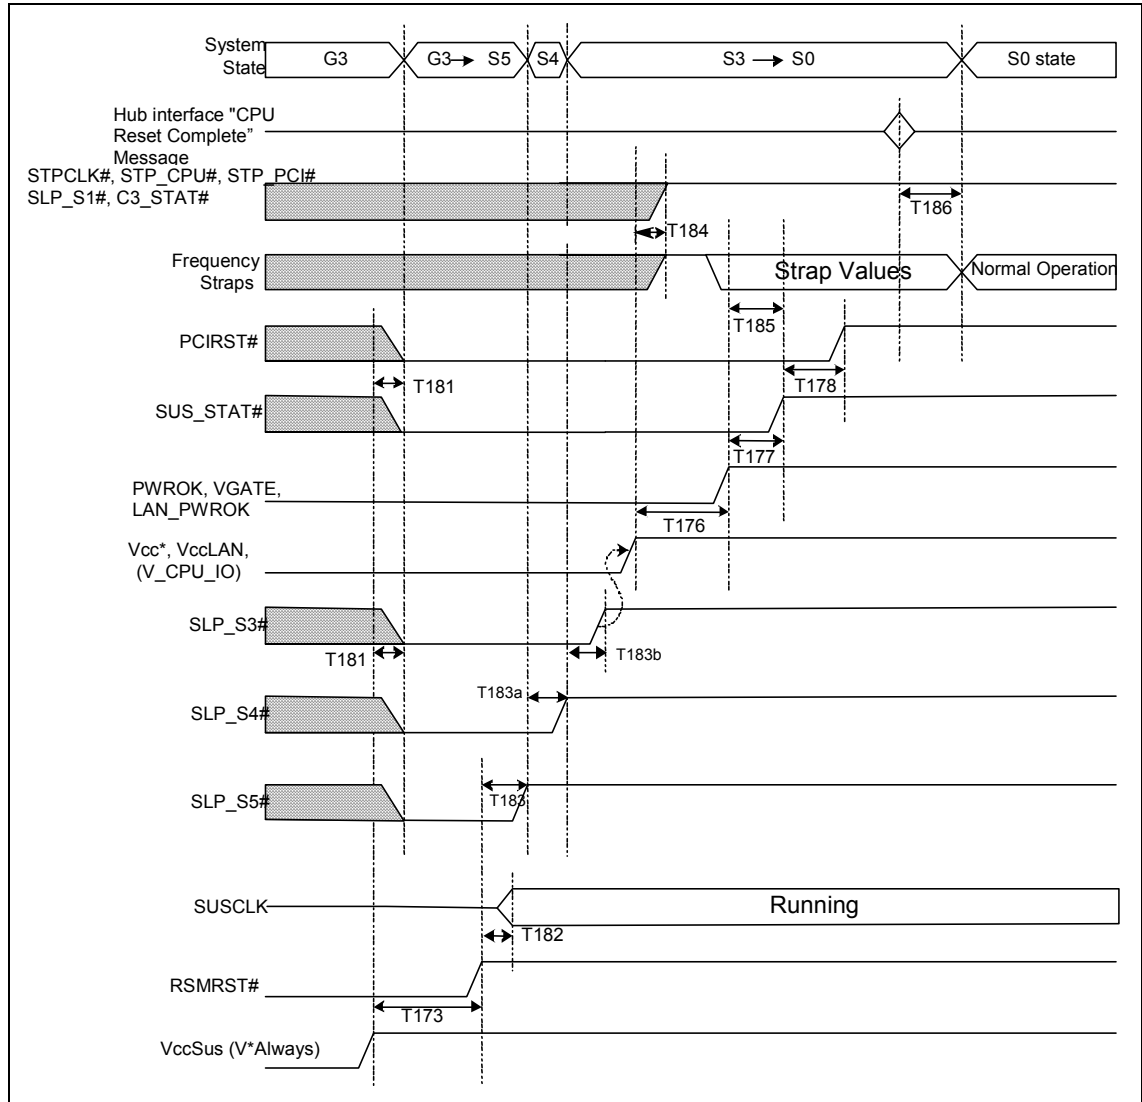 System
State
G3
G3 → S5
S4
S3 → S0
S0 state
Hub interface "CPU
Reset Complete”
Message
STPCLK#, STP_CPU#, STP_PCI#
SLP_S1#, C3_STAT#
T186
T184
Frequency
Straps
Strap Values
Normal Operation
T185
PCIRST#
T181
T178
SUS_STAT#
T177
PWROK, VGATE,
LAN_PWROK
T176
Vcc*, VccLAN,
(V_CPU_IO)
SLP_S3#
T181
T183b
T183a
SLP_S4#
SLP_S5#
T183
SUSCLK
Running
T182
RSMRST#
T173
VccSus (V*Always)